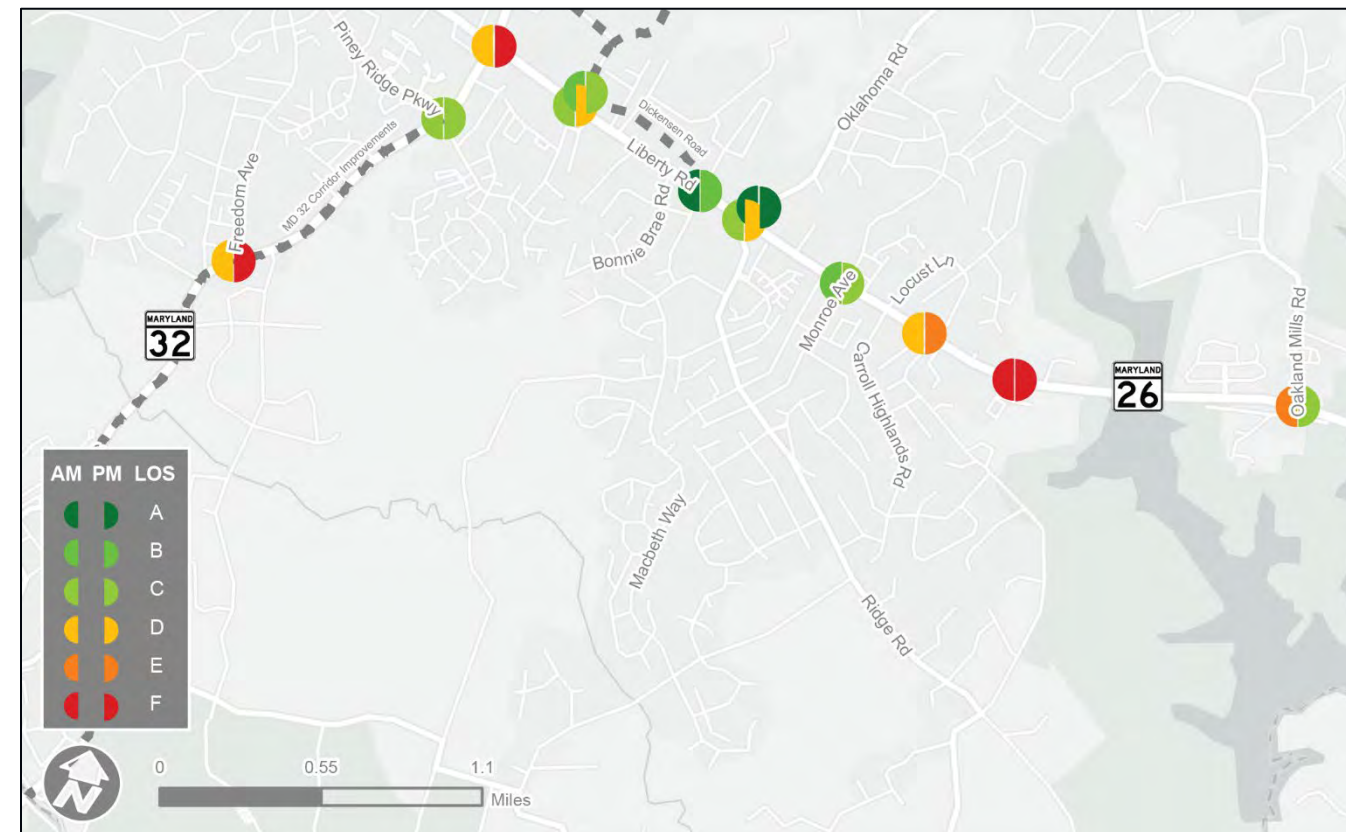 Piney Ridge Pkwy
Oklahoma Rd
Dickensen Road
MD 32 Corridor Improvements
Liberty Rd
Freedom Ave
Bonnie Brae Rd
Locust Ln
Monroe Ave
MARYLAND
32
Carroll Highlands Rd
MARYLAND
26
Oakland Mills Rd
Macbeth Way
Ridge Rd
AM PM LOS
A
B
C
D
E
F
N
0 0.55 1.1
Miles